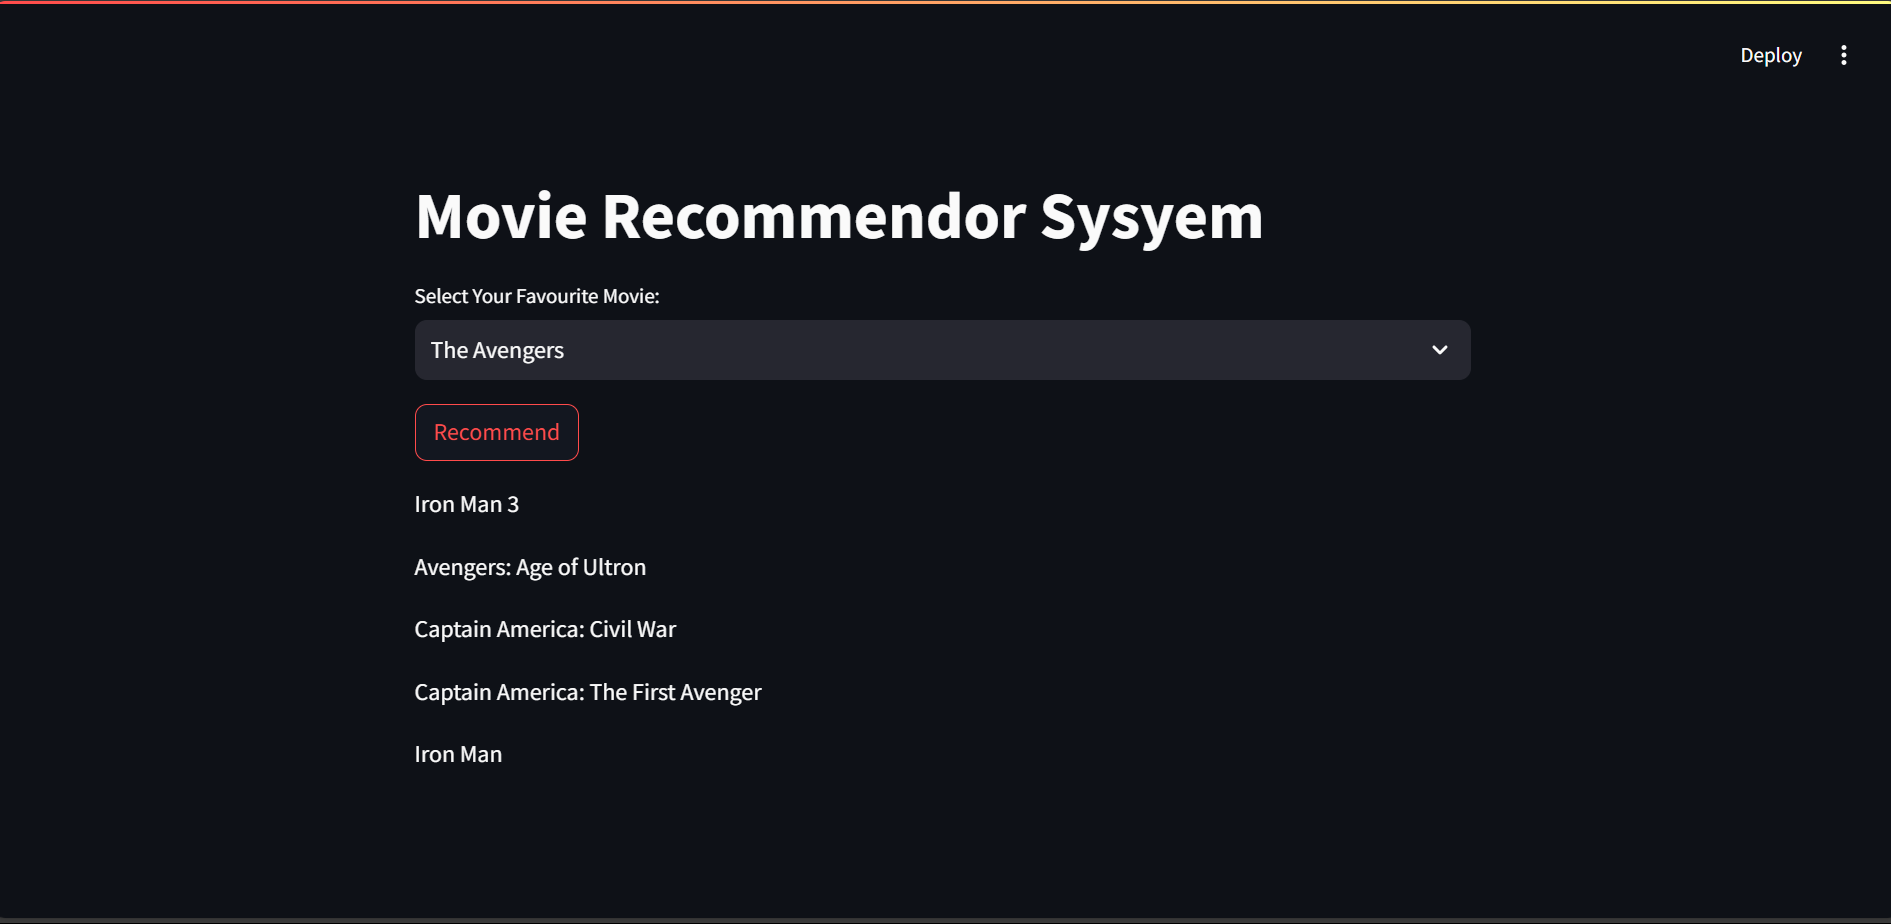 Deploy
Movie Recommendor Sysyem
Select Your Favourite Movie:
The Avengers
Recommend
Iron Man 3
Avengers: Age of Ultron
Captain America: Civil War
Captain America: The First Avenger
Iron Man